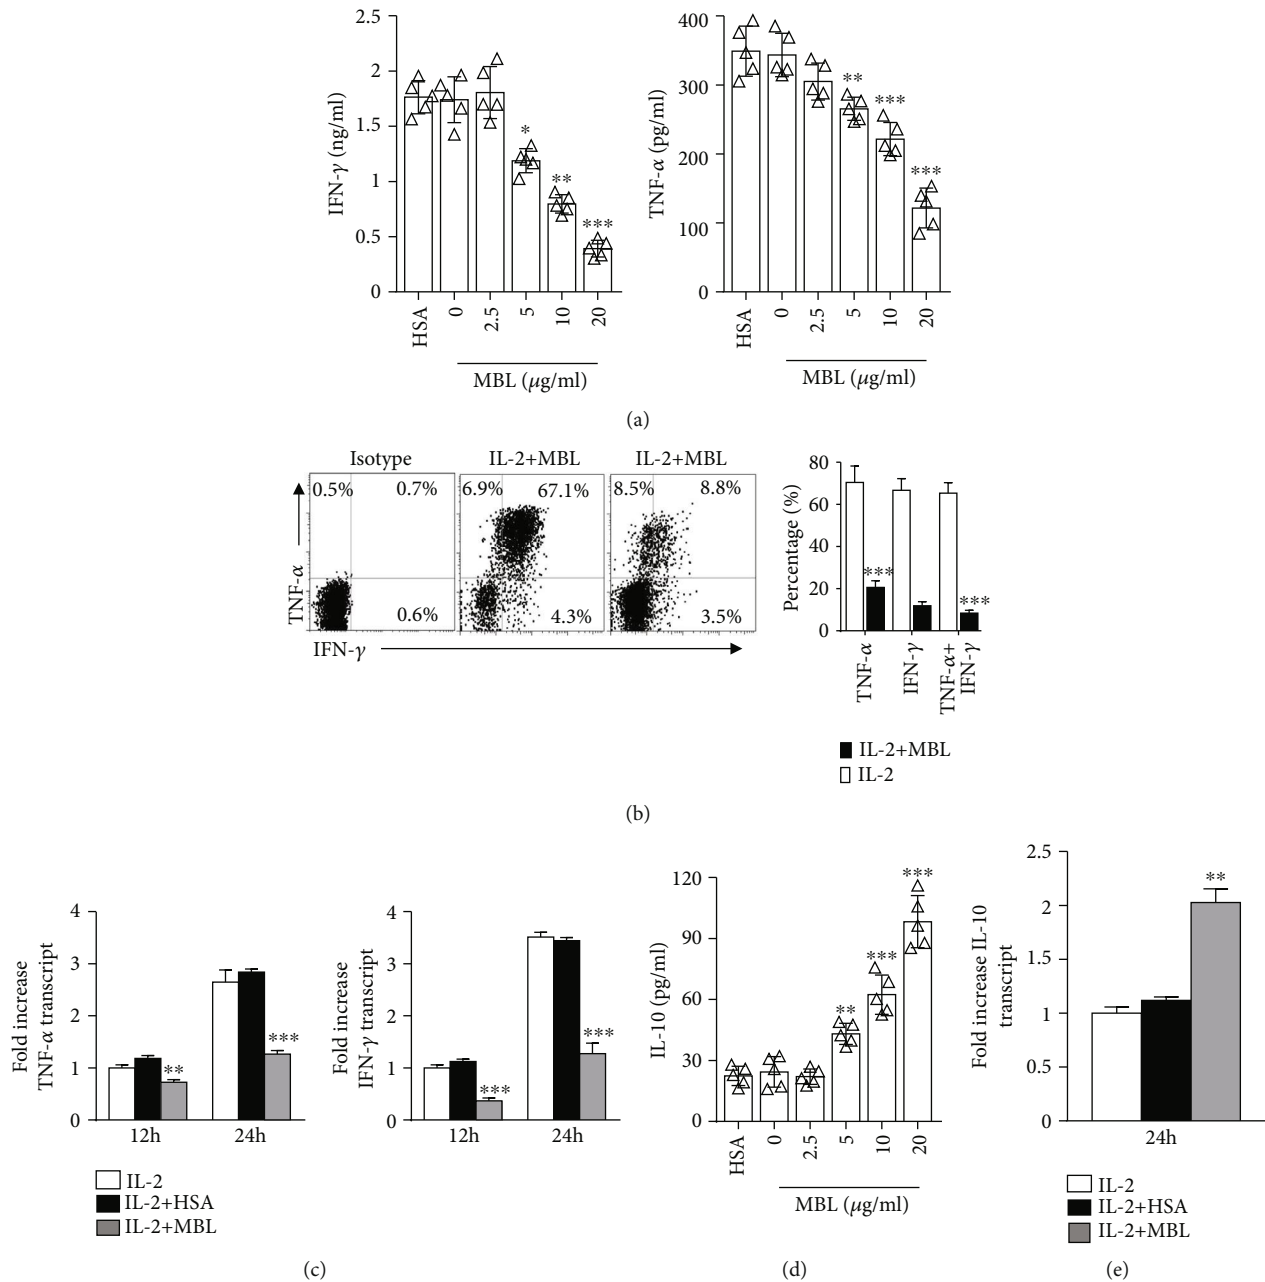 2.5
2
1.5
1
0.5
0
IFN-γ (ng/ml)
*
**
***
HSA
0
2.5
5
10
20
MBL (μg/ml)
400
300
200
100
0
TNF-α (pg/ml)
**
***
***
HSA
0
2.5
5
10
20
MBL (μg/ml)
(a)
Isotype
IL-2+MBL
IL-2+MBL
0.5%
0.7%
6.9%
67.1%
8.5%
8.8%
0.6%
4.3%
3.5%
TNF-α
IFN-γ
80
60
40
20
0
Percentage (%)
***
***
TNF-α
IFN-γ
TNF-α+
IFN-γ
IL-2+MBL
IL-2
(b)
4
3
2
1
0
Fold increase
TNF-α transcript
**
***
12h
24h
4
3
2
1
0
Fold increase
IFN-γ transcript
***
***
12h
24h
IL-2
IL-2+HSA
IL-2+MBL
(c)
120
90
60
30
0
IL-10 (pg/ml)
**
***
***
HSA
0
2.5
5
10
20
MBL (μg/ml)
(d)
2.5
2
1.5
1
0.5
0
Fold increase IL-10
transcript
**
24h
IL-2
IL-2+HSA
IL-2+MBL
(e)